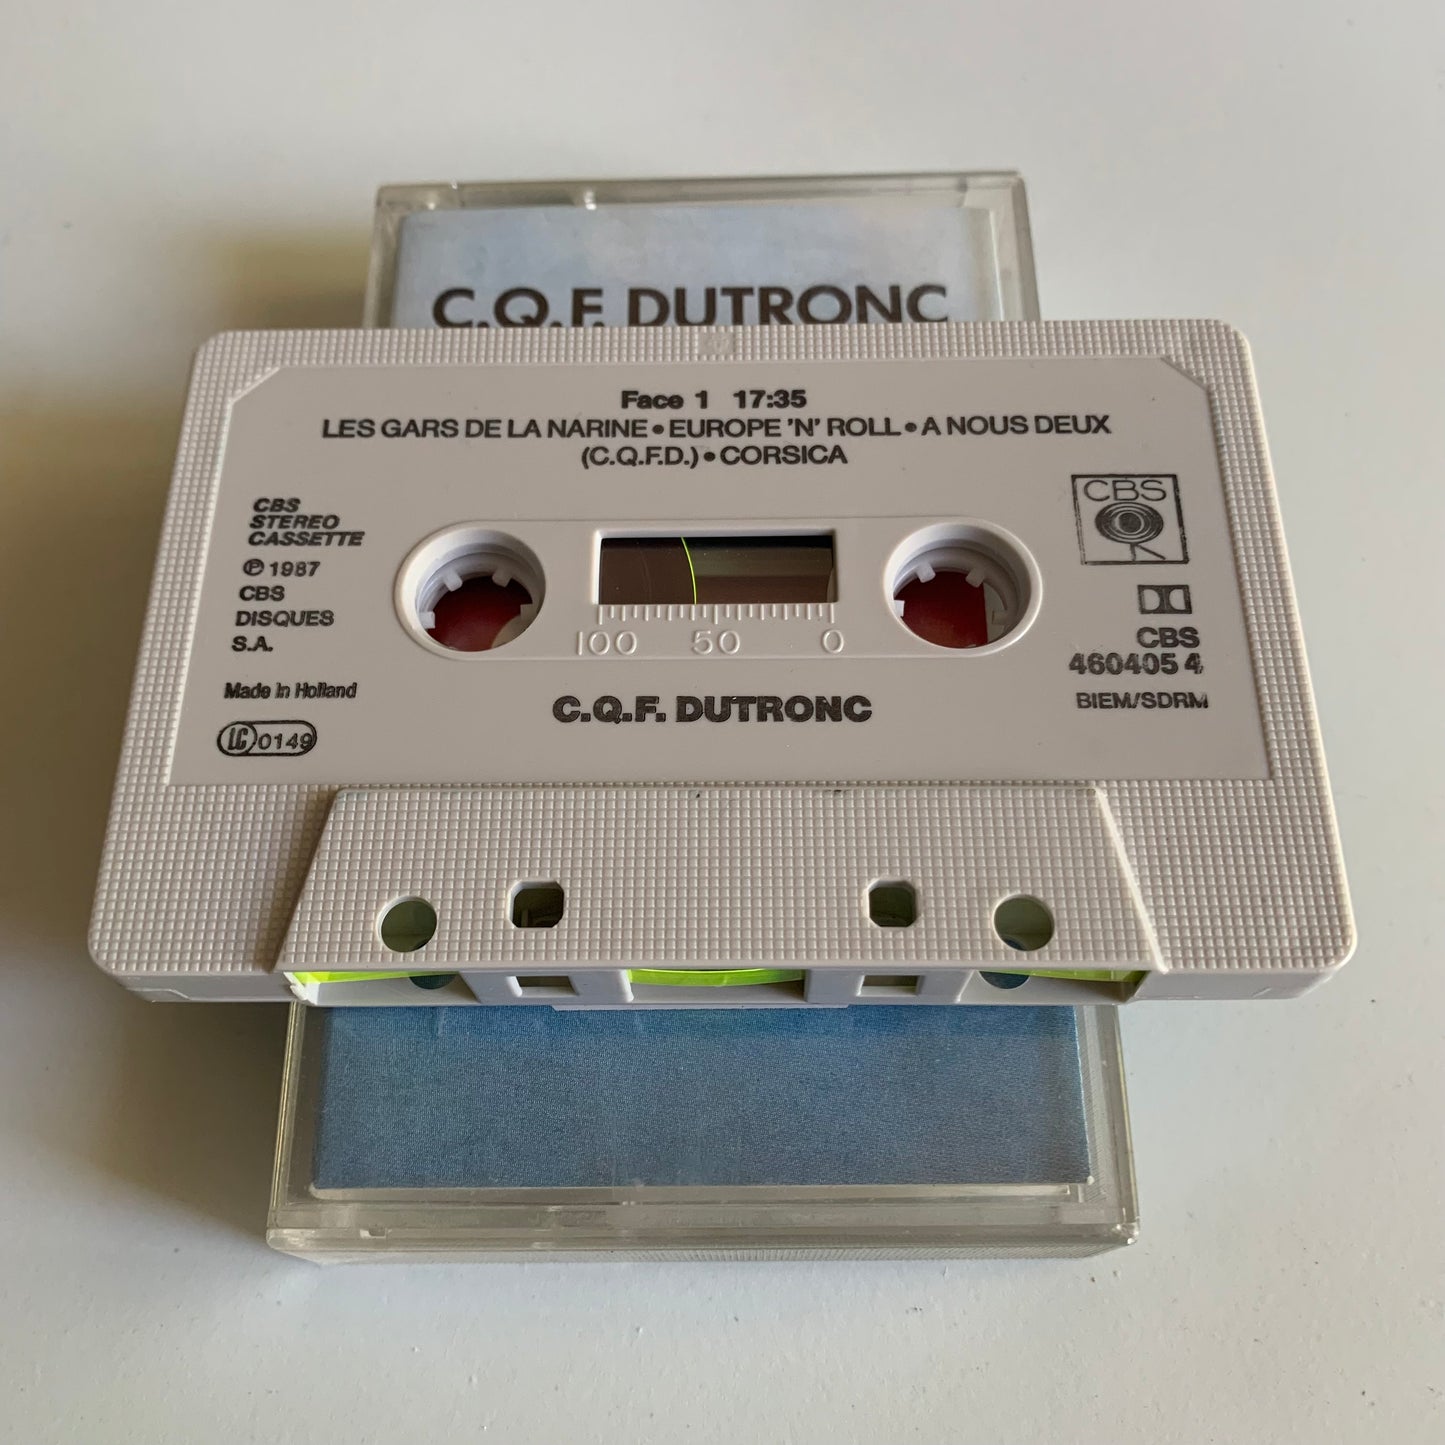 C.Q.F. DUTRONC
Face 1 17:35
LES GARS DE LA NARINE • EUROPE 'N' ROLL • A NOUS DEUX
(C.Q.F.D.) • CORSICA
CBS
STEREO
CASSETTE
℗ 1987
CBS
DISQUES
S.A.
Made in Holland
LC 0149
100 50 0
C.Q.F. DUTRONC
CBS
CBS
460405 4
BIEM/SDRM